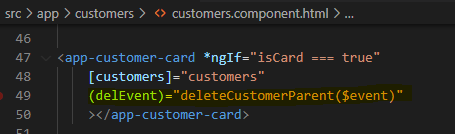 src > app > customers > <> customers.component.html > ...
46
47 <app-customer-card *ngIf="isCard === true"
48 [customers]="customers"
49 (delEvent)="deleteCustomerParent($event)"
50 ></app-customer-card>